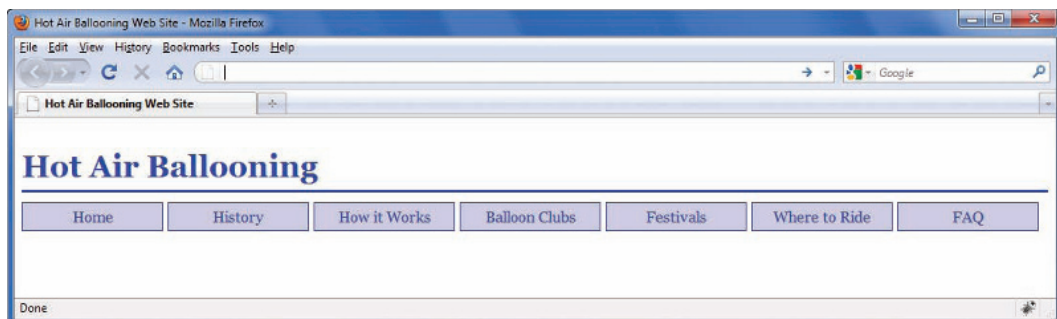 Hot Air Ballooning Web Site - Mozilla Firefox
File Edit View History Bookmarks Tools Help
Google
Hot Air Ballooning Web Site
Hot Air Ballooning
Home History How it Works Balloon Clubs Festivals Where to Ride FAQ
Done